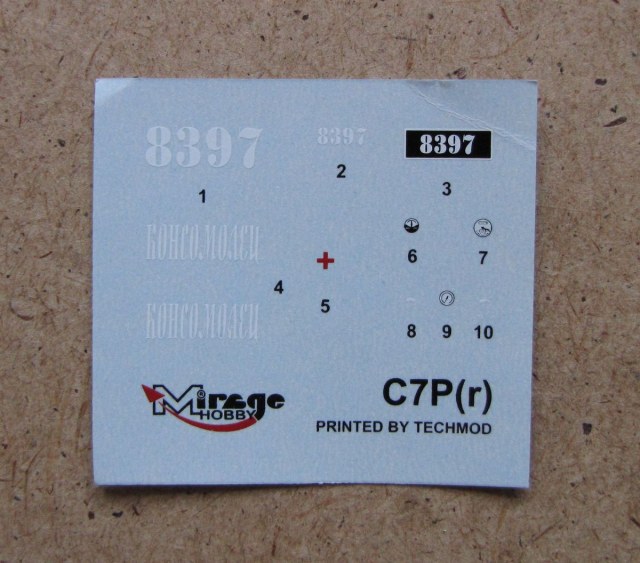 8397
8397
8397
1
2
3
КОНСОМОЛЕЦ
6
7
4
5
КОНСОМОЛЕЦ
8
9
10
Mirage
HOBBY
C7P(r)
PRINTED BY TECHMOD